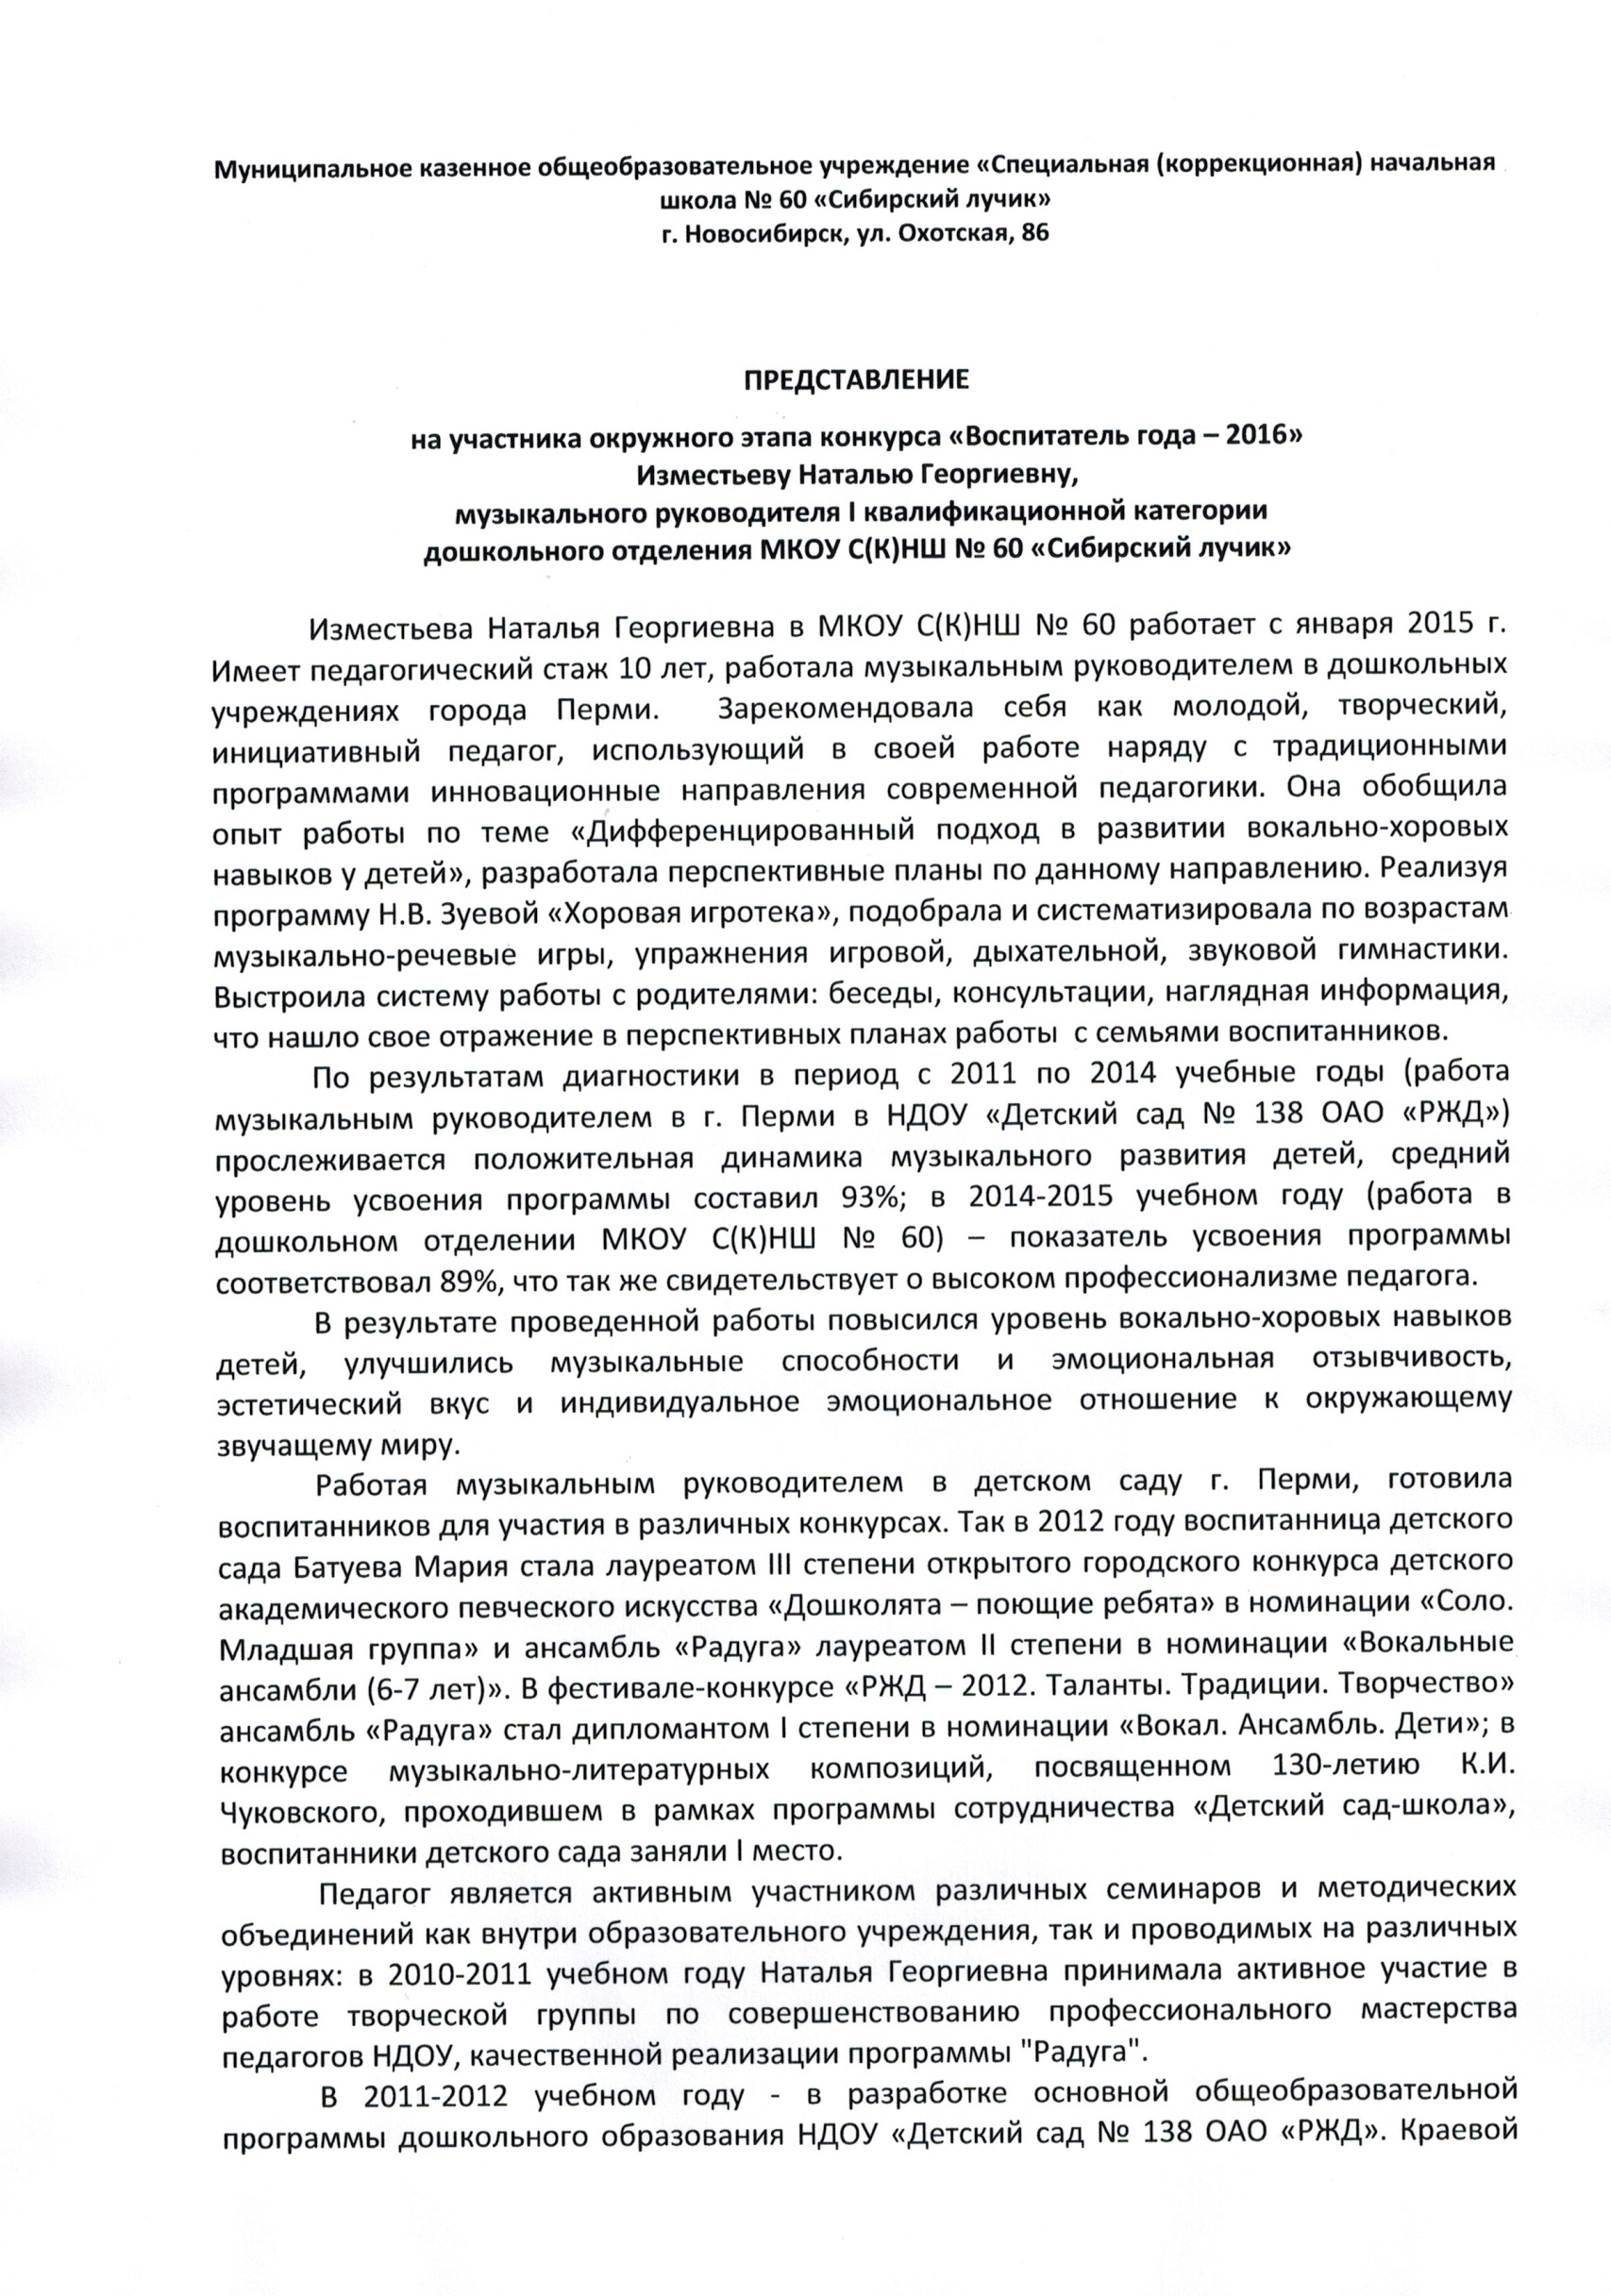 Муниципальное казенное общеобразовательное учреждение «Специальная (коррекционная) начальная
школа № 60 «Сибирский лучик»
г. Новосибирск, ул. Охотская, 86
ПРЕДСТАВЛЕНИЕ
на участника окружного этапа конкурса «Воспитатель года – 2016»
Изместьеву Наталью Георгиевну,
музыкального руководителя I квалификационной категории
дошкольного отделения МКОУ С(К)НШ № 60 «Сибирский лучик»
Изместьева Наталья Георгиевна в МКОУ С(К)НШ № 60 работает с января 2015 г.
Имеет педагогический стаж 10 лет, работала музыкальным руководителем в дошкольных
учреждениях города Перми. Зарекомендовала себя как молодой, творческий,
инициативный педагог, использующий в своей работе наряду с традиционными
программами инновационные направления современной педагогики. Она обобщила
опыт работы по теме «Дифференцированный подход в развитии вокально-хоровых
навыков у детей», разработала перспективные планы по данному направлению. Реализуя
программу Н.В. Зуевой «Хоровая игротека», подобрала и систематизировала по возрастам
музыкально-речевые игры, упражнения игровой, дыхательной, звуковой гимнастики.
Выстроила систему работы с родителями: беседы, консультации, наглядная информация,
что нашло свое отражение в перспективных планах работы с семьями воспитанников.
По результатам диагностики в период с 2011 по 2014 учебные годы (работа
музыкальным руководителем в г. Перми в НДОУ «Детский сад № 138 ОАО «РЖД»)
прослеживается положительная динамика музыкального развития детей, средний
уровень усвоения программы составил 93%; в 2014-2015 учебном году (работа в
дошкольном отделении МКОУ С(К)НШ № 60) – показатель усвоения программы
соответствовал 89%, что так же свидетельствует о высоком профессионализме педагога.
В результате проведенной работы повысился уровень вокально-хоровых навыков
детей, улучшились музыкальные способности и эмоциональная отзывчивость,
эстетический вкус и индивидуальное эмоциональное отношение к окружающему
звучащему миру.
Работая музыкальным руководителем в детском саду г. Перми, готовила
воспитанников для участия в различных конкурсах. Так в 2012 году воспитанница детского
сада Батуева Мария стала лауреатом III степени открытого городского конкурса детского
академического певческого искусства «Дошколята – поющие ребята» в номинации «Соло.
Младшая группа» и ансамбль «Радуга» лауреатом II степени в номинации «Вокальные
ансамбли (6-7 лет)». В фестивале-конкурсе «РЖД – 2012. Таланты. Традиции. Творчество»
ансамбль «Радуга» стал дипломантом I степени в номинации «Вокал. Ансамбль. Дети»; в
конкурсе музыкально-литературных композиций, посвященном 130-летию К.И.
Чуковского, проходившем в рамках программы сотрудничества «Детский сад-школа»,
воспитанники детского сада заняли I место.
Педагог является активным участником различных семинаров и методических
объединений как внутри образовательного учреждения, так и проводимых на различных
уровнях: в 2010-2011 учебном году Наталья Георгиевна принимала активное участие в
работе творческой группы по совершенствованию профессионального мастерства
педагогов НДОУ, качественной реализации программы "Радуга".
В 2011-2012 учебном году - в разработке основной общеобразовательной
программы дошкольного образования НДОУ «Детский сад № 138 ОАО «РЖД». Краевой